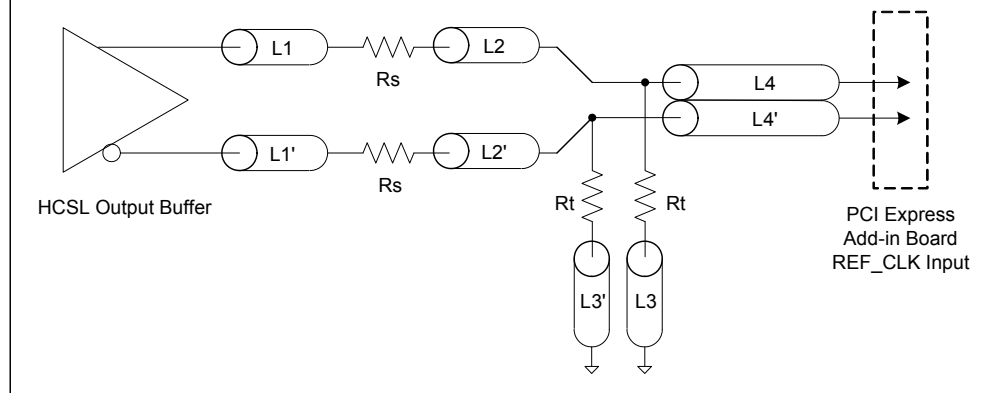 L1
Rs
L2
L4
L1'
Rs
L2'
L4'
HCSL Output Buffer
Rt
Rt
L3'
L3
PCI Express
Add-in Board
REF_CLK Input